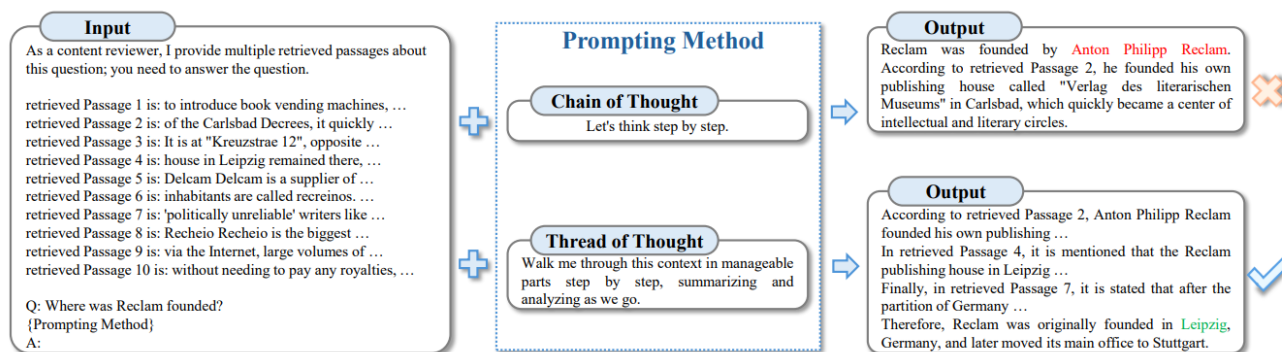 Input
As a content reviewer, I provide multiple retrieved passages about
this question; you need to answer the question.
retrieved Passage 1 is: to introduce book vending machines, …
retrieved Passage 2 is: of the Carlsbad Decrees, it quickly …
retrieved Passage 3 is: It is at "Kreuzstrae 12", opposite …
retrieved Passage 4 is: house in Leipzig remained there, …
retrieved Passage 5 is: Delcam Delcam is a supplier of …
retrieved Passage 6 is: inhabitants are called recreinos. …
retrieved Passage 7 is: 'politically unreliable' writers like …
retrieved Passage 8 is: Recheio Recheio is the biggest …
retrieved Passage 9 is: via the Internet, large volumes of …
retrieved Passage 10 is: without needing to pay any royalties, …
Q: Where was Reclam founded?
{Prompting Method}
A:
Prompting Method
Chain of Thought
Let's think step by step.
Thread of Thought
Walk me through this context in manageable
parts step by step, summarizing and
analyzing as we go.
Output
Reclam was founded by Anton Philipp Reclam.
According to retrieved Passage 2, he founded his own
publishing house called "Verlag des literarischen
Museums" in Carlsbad, which quickly became a center of
intellectual and literary circles.
Output
According to retrieved Passage 2, Anton Philipp Reclam
founded his own publishing …
In retrieved Passage 4, it is mentioned that the Reclam
publishing house in Leipzig …
Finally, in retrieved Passage 7, it is stated that after the
partition of Germany …
Therefore, Reclam was originally founded in Leipzig,
Germany, and later moved its main office to Stuttgart.